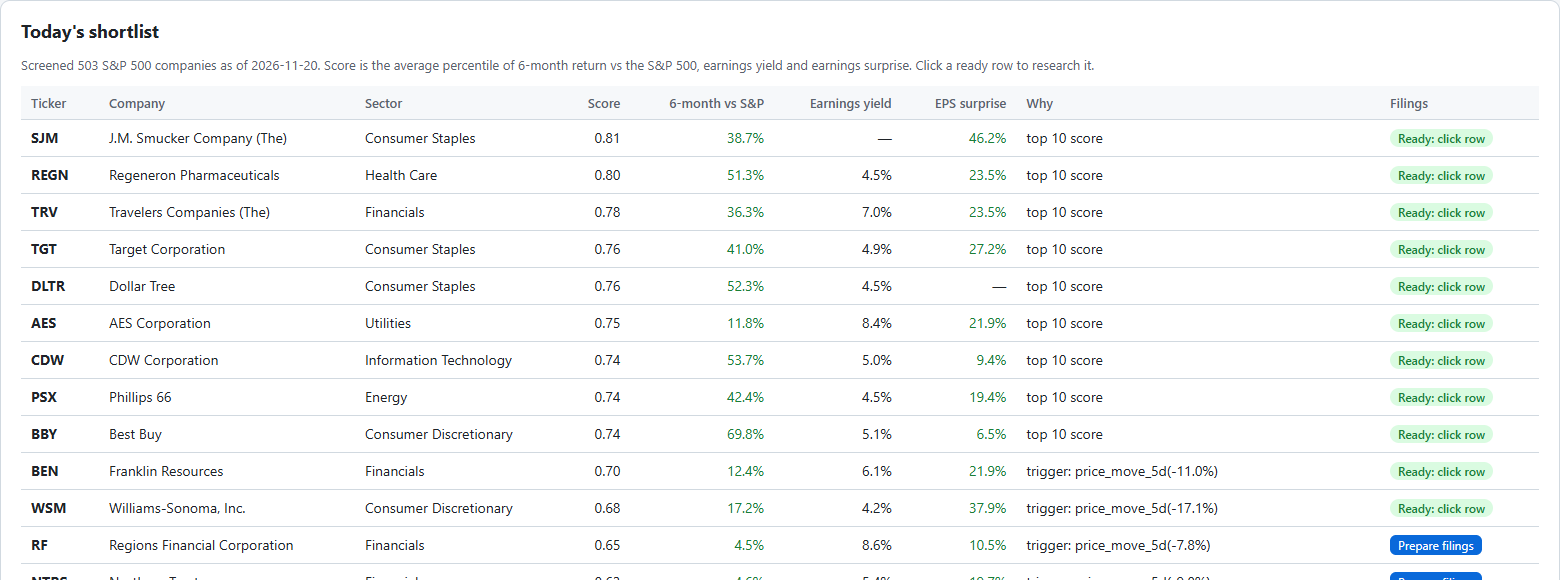 Today's shortlist
Screened 503 S&P 500 companies as of 2026-11-20. Score is the average percentile of 6-month return vs the S&P 500, earnings yield and earnings surprise. Click a ready row to research it.
Ticker Company Sector Score 6-month vs S&P Earnings yield EPS surprise Why Filings
SJM J.M. Smucker Company (The) Consumer Staples 0.81 38.7% — 46.2% top 10 score Ready: click row
REGN Regeneron Pharmaceuticals Health Care 0.80 51.3% 4.5% 23.5% top 10 score Ready: click row
TRV Travelers Companies (The) Financials 0.78 36.3% 7.0% 23.5% top 10 score Ready: click row
TGT Target Corporation Consumer Staples 0.76 41.0% 4.9% 27.2% top 10 score Ready: click row
DLTR Dollar Tree Consumer Staples 0.76 52.3% 4.5% — top 10 score Ready: click row
AES AES Corporation Utilities 0.75 11.8% 8.4% 21.9% top 10 score Ready: click row
CDW CDW Corporation Information Technology 0.74 53.7% 5.0% 9.4% top 10 score Ready: click row
PSX Phillips 66 Energy 0.74 42.4% 4.5% 19.4% top 10 score Ready: click row
BBY Best Buy Consumer Discretionary 0.74 69.8% 5.1% 6.5% top 10 score Ready: click row
BEN Franklin Resources Financials 0.70 12.4% 6.1% 21.9% trigger: price_move_5d(-11.0%) Ready: click row
WSM Williams-Sonoma, Inc. Consumer Discretionary 0.68 17.2% 4.2% 37.9% trigger: price_move_5d(-17.1%) Ready: click row
RF Regions Financial Corporation Financials 0.65 4.5% 8.6% 10.5% trigger: price_move_5d(-7.8%) Prepare filings